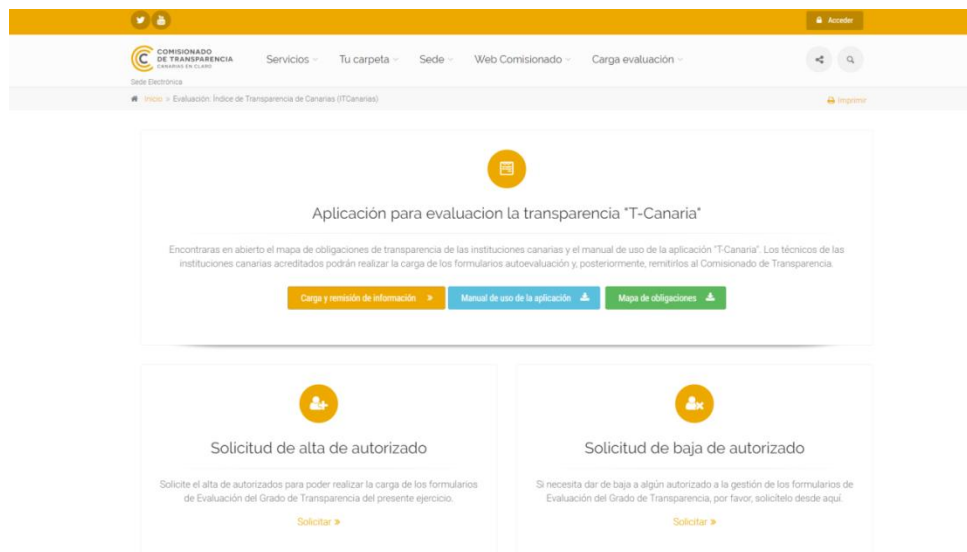 Acceder
COMISIONADO
DE TRANSPARENCIA
CANARIAS EN CLARO
Sede Electrónica
Servicios
Tu carpeta
Sede
Web Comisionado
Carga evaluación
Inicio > Evaluación: Índice de Transparencia de Canarias (ITCanarias)
Imprimir
Aplicación para evaluacion la transparencia "T-Canaria"
Encontraras en abierto el mapa de obligaciones de transparencia de las instituciones canarias y el manual de uso de la aplicación "T-Canaria". Los técnicos de las
instituciones canarias acreditados podrán realizar la carga de los formularios autoevaluación y, posteriormente, remitirlos al Comisionado de Transparencia.
Carga y remisión de información »
Manual de uso de la aplicación
Mapa de obligaciones
Solicitud de alta de autorizado
Solicite el alta de autorizados para poder realizar la carga de los formularios
de Evaluación del Grado de Transparencia del presente ejercicio.
Solicitar »
Solicitud de baja de autorizado
Si necesita dar de baja a algún autorizado a la gestión de los formularios de
Evaluación del Grado de Transparencia, por favor, solicítelo desde aquí.
Solicitar »